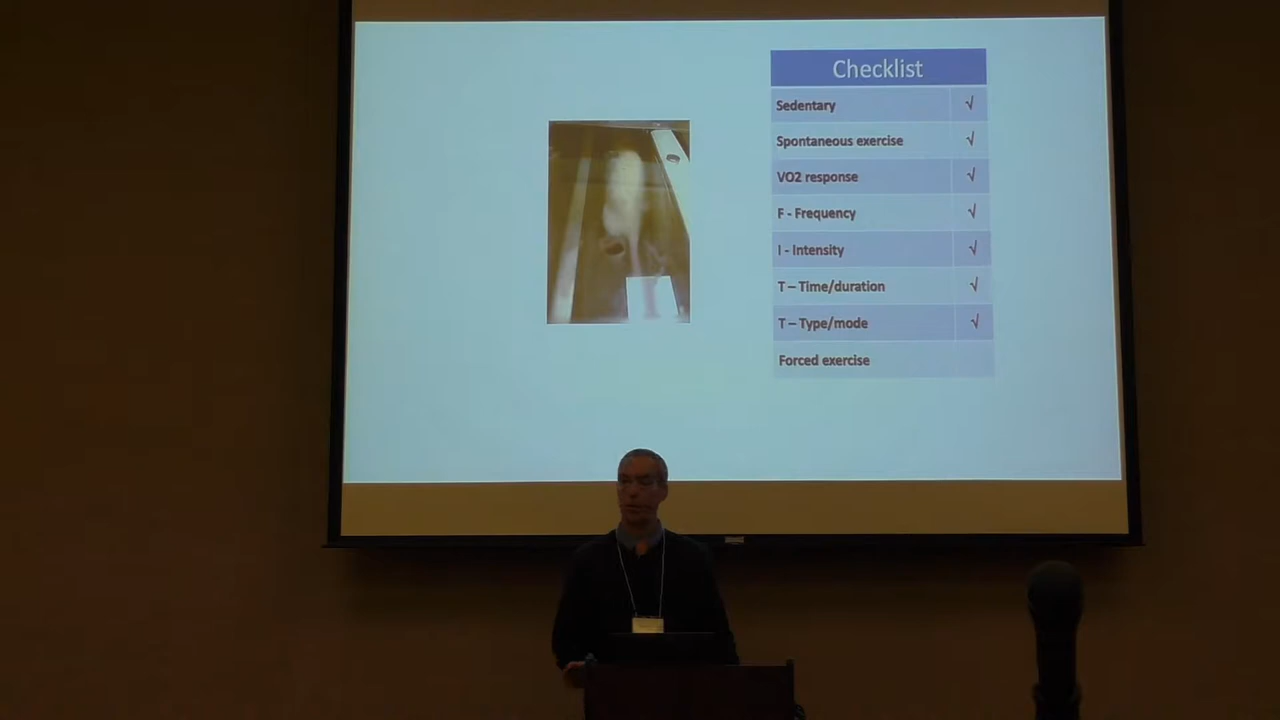 Checklist
Sedentary √
Spontaneous exercise √
VO2 response √
F - Frequency √
I - Intensity √
T – Time/duration √
T – Type/mode √
Forced exercise